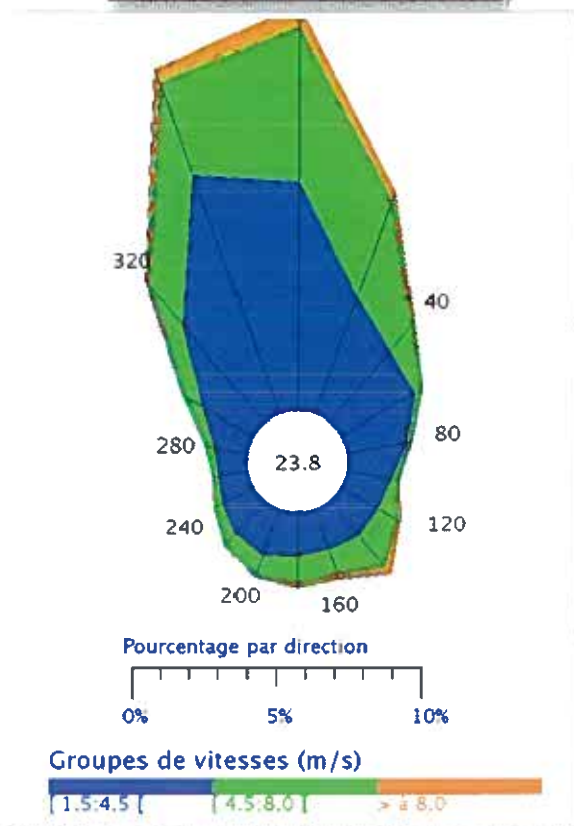 320
40
280
23.8
80
240
120
200
160
Pourcentage par direction
0% 5% 10%
Groupes de vitesses (m/s)
[ 1.5:4.5 [ [ 4.5:8.0 [ > à 8.0